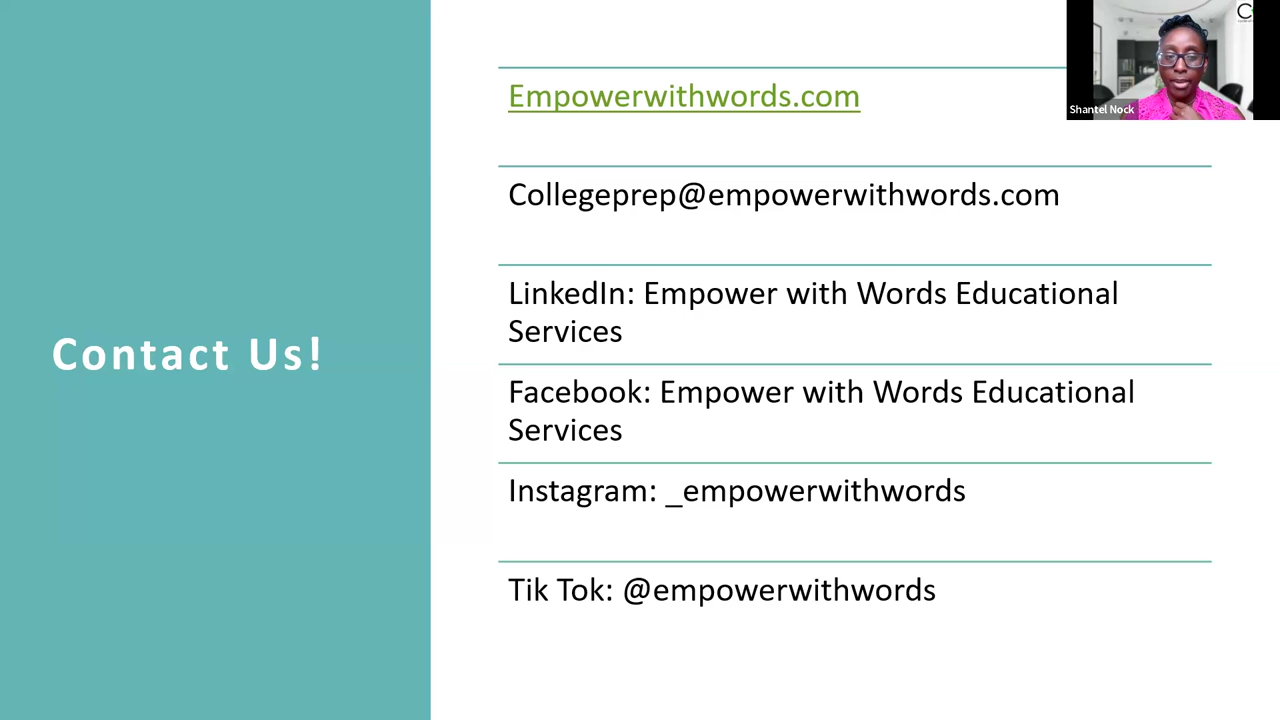 Contact Us!
Empowerwithwords.com
Collegeprep@empowerwithwords.com
LinkedIn: Empower with Words Educational
Services
Facebook: Empower with Words Educational
Services
Instagram: _empowerwithwords
Tik Tok: @empowerwithwords
Shantel Nock